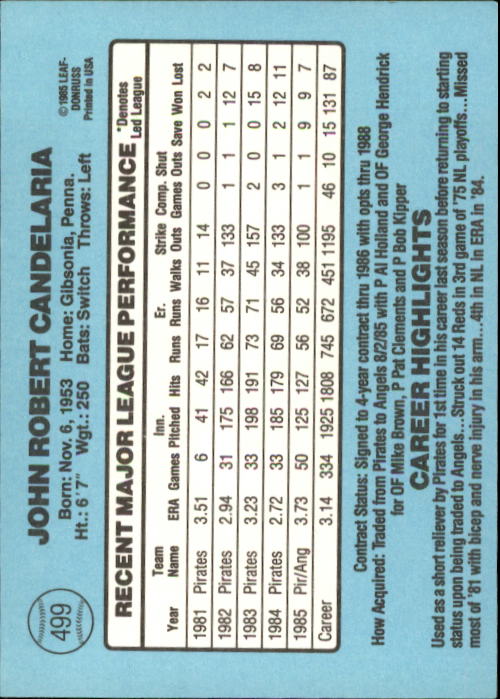 499
JOHN ROBERT CANDELARIA
©1985 LEAF-
DONRUSS
Printed in USA
Born: Nov. 6, 1953 Home: Gibsonia, Penna.
Ht.: 6'7" Wgt.: 250 Bats: Switch Throws: Left
RECENT MAJOR LEAGUE PERFORMANCE *Denotes
Led League
Team Inn. Er. Strike Comp. Shut
Year Name ERA Games Pitched Hits Runs Runs Walks Outs Games Outs Save Won Lost
1981 Pirates 3.51 6 41 42 17 16 11 14 0 0 0 2 2
1982 Pirates 2.94 31 175 166 62 57 37 133 1 1 1 12 7
1983 Pirates 3.23 33 198 191 73 71 45 157 2 0 0 15 8
1984 Pirates 2.72 33 185 179 69 56 34 133 3 1 2 12 11
1985 Pir/Ang 3.73 50 125 127 56 52 38 100 1 1 9 9 7
Career 3.14 334 1925 1808 745 672 451 1195 46 10 15 131 87
Contract Status: Signed to 4-year contract thru 1986 with opts thru 1988
How Acquired: Traded from Pirates to Angels 8/2/85 with P Al Holland and OF George Hendrick
for OF Mike Brown, P Pat Clements and P Bob Kipper
CAREER HIGHLIGHTS
Used as a short reliever by Pirates for 1st time in his career last season before returning to starting
status upon being traded to Angels...Struck out 14 Reds in 3rd game of '75 NL playoffs...Missed
most of '81 with bicep and nerve injury in his arm...4th in NL in ERA in '84.